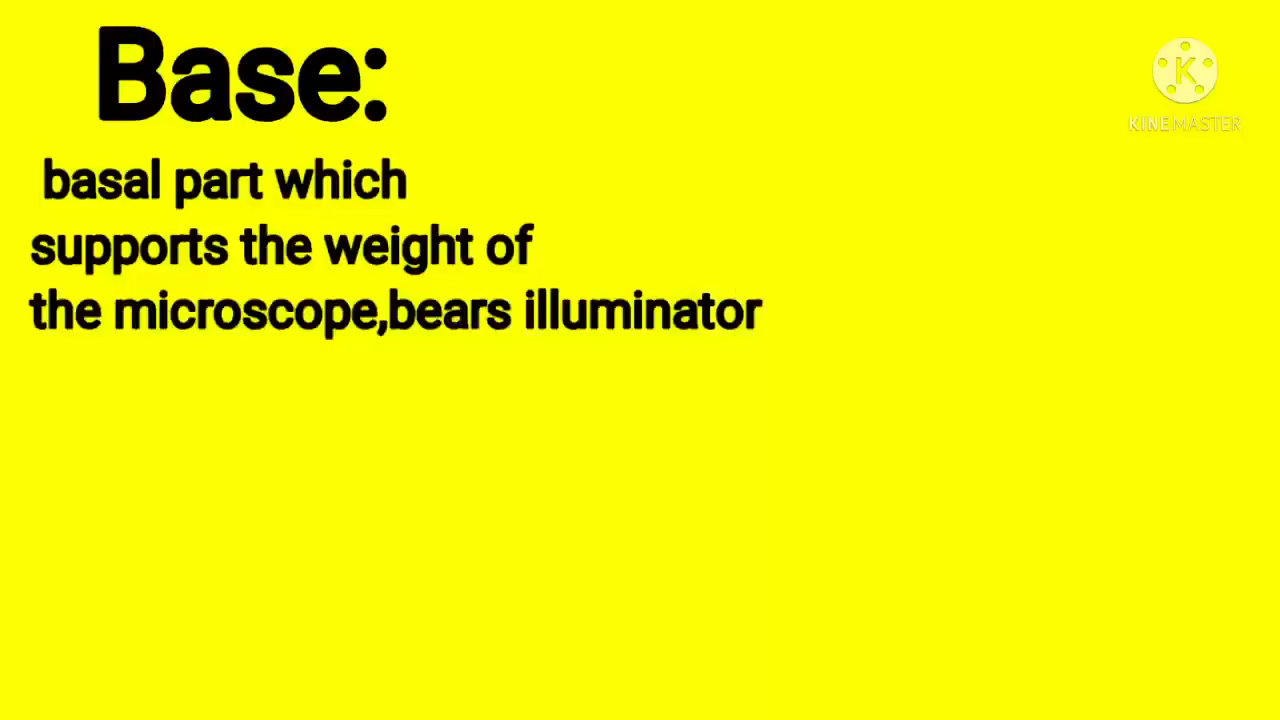 Base:
K
KINEMASTER
basal part which
supports the weight of
the microscope,bears illuminator